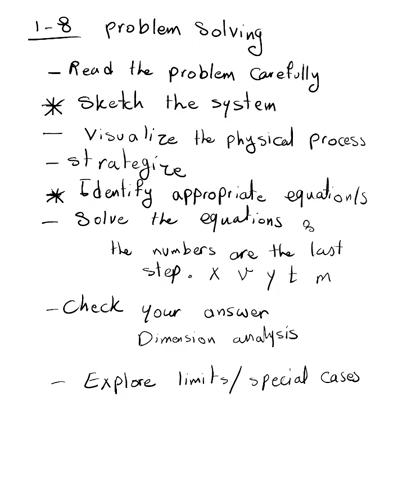 1-8 Problem Solving
- Read the problem carefully
* Sketch the system
- Visualize the physical process
- strategize
* Identify appropriate equation/s
- Solve the equations &
the numbers are the last
step. x v y t m
- Check your answer
Dimension analysis
- Explore limits/special cases